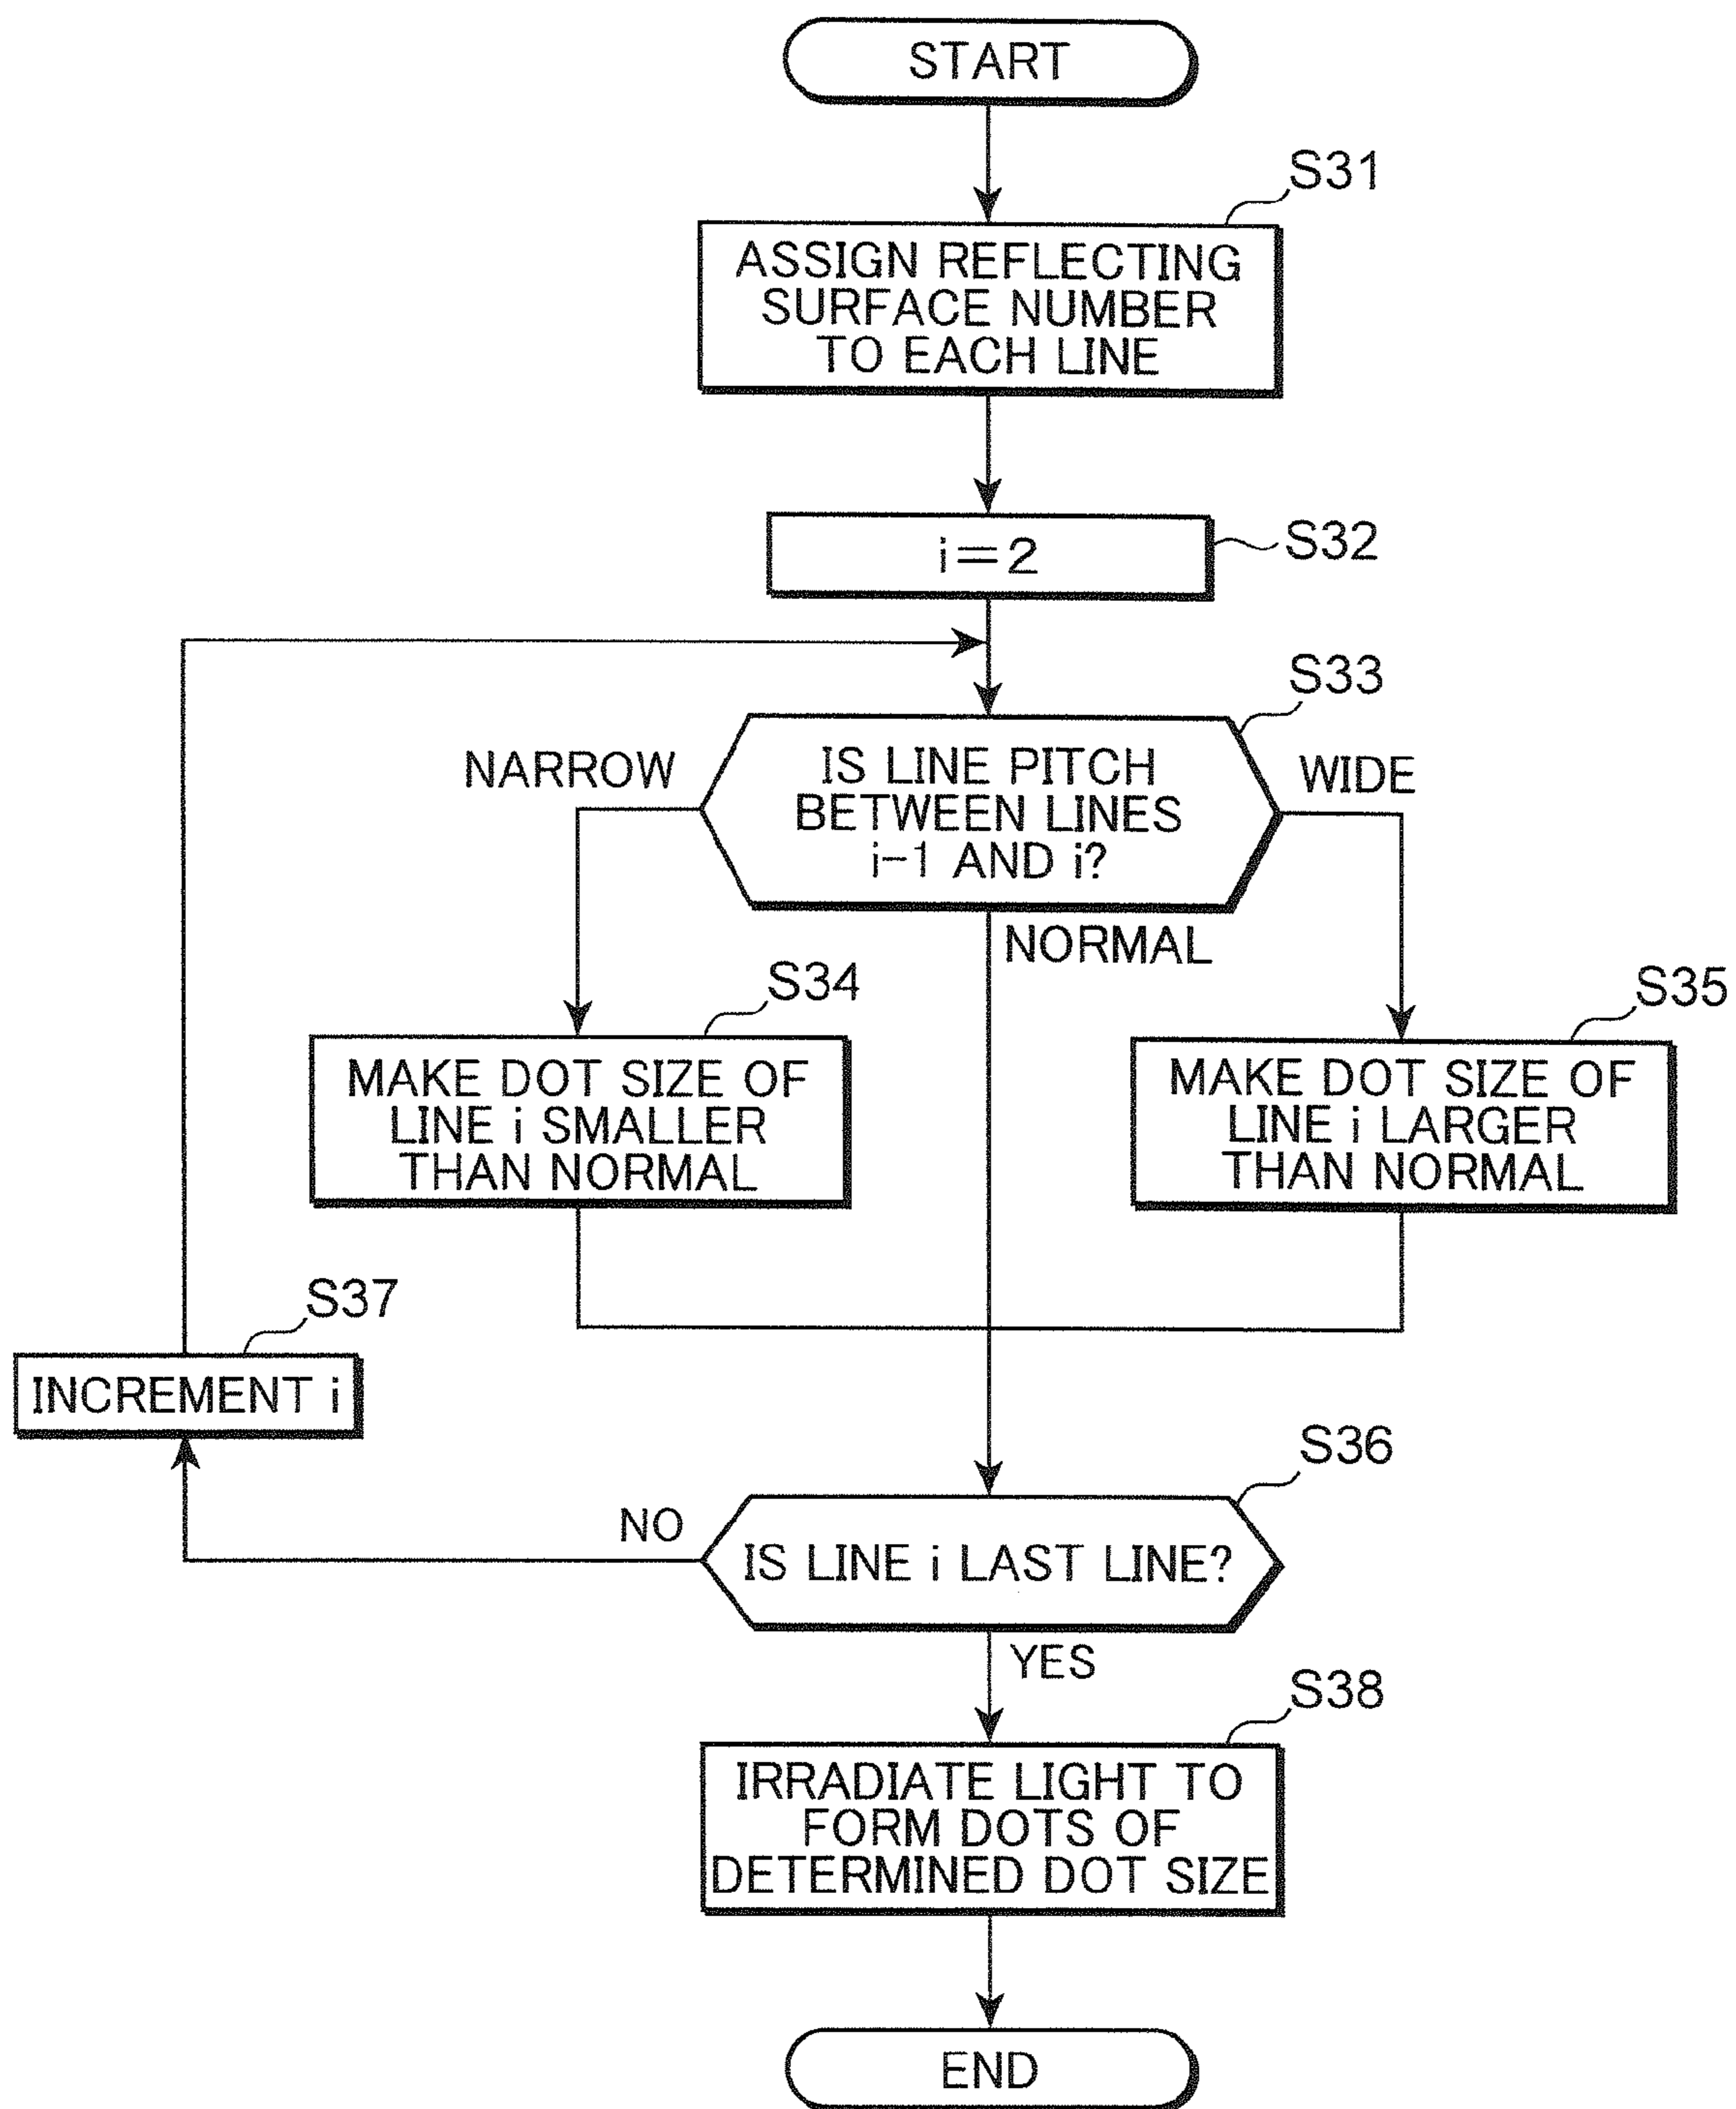 START
S31
ASSIGN REFLECTING
SURFACE NUMBER
TO EACH LINE
S32
i=2
S33
NARROW
IS LINE PITCH
BETWEEN LINES
i-1 AND i?
WIDE
NORMAL
S34
MAKE DOT SIZE OF
LINE i SMALLER
THAN NORMAL
S35
MAKE DOT SIZE OF
LINE i LARGER
THAN NORMAL
S37
INCREMENT i
S36
NO
IS LINE i LAST LINE?
YES
S38
IRRADIATE LIGHT TO
FORM DOTS OF
DETERMINED DOT SIZE
END